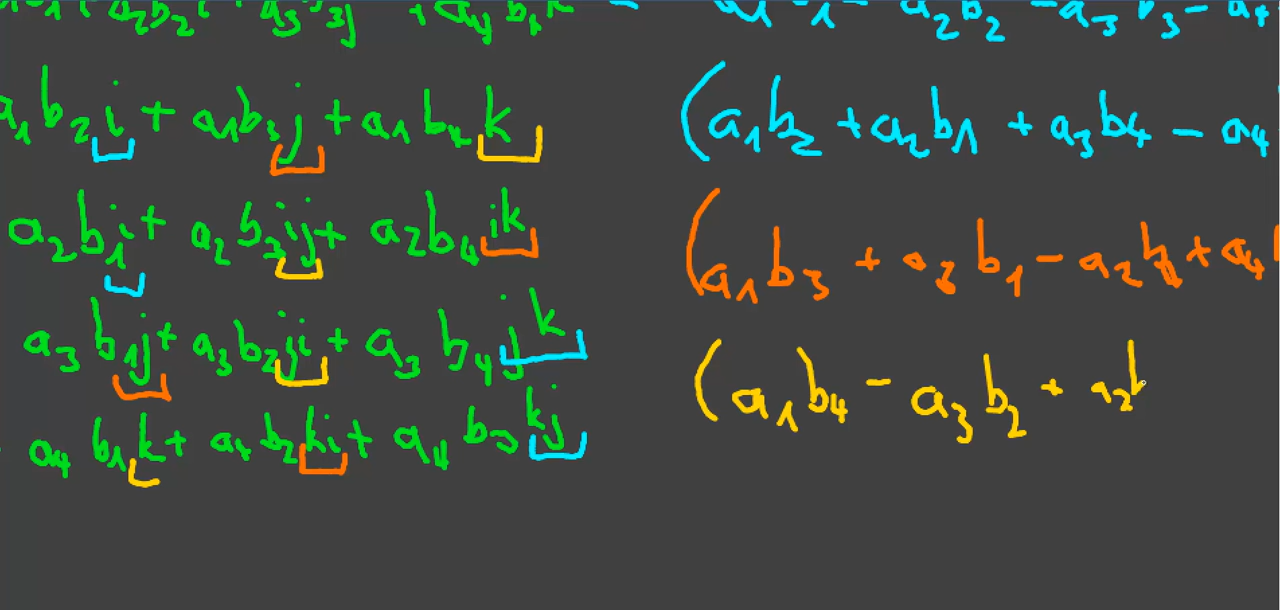 a₁b₂i + a₁b₃j + a₁b₄k
(a₁b₂ + a₂b₁ + a₃b₄ - a₄
a₂b₁i + a₂b₃ij + a₂b₄ik
(a₁b₃ + a₃b₁ - a₂b₄ + a₄
a₃b₁j + a₃b₂ji + a₃b₄jk
(a₁b₄ - a₃b₂ + a₂b
a₄b₁k + a₄b₂ki + a₄b₃kj